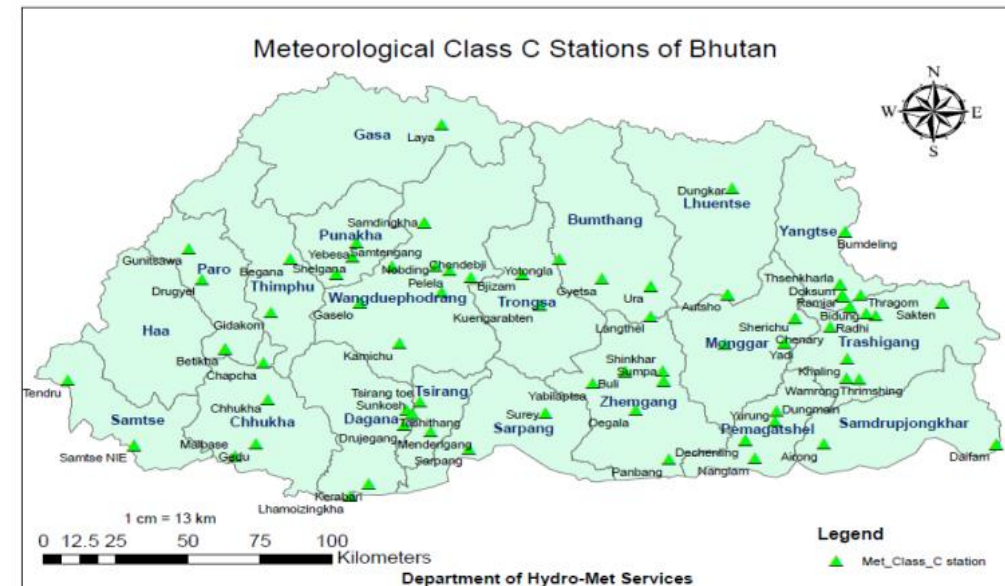 Meteorological Class C Stations of Bhutan
N
W E
S
Gasa
Laya
Dungkar
Lhuentse
Samdingkha
Punakha
Bumthang
Yangtse
Bumdeling
Yebesa
Samtengang
Gunitsawa
Paro
Begana
Shelgana
Nobding
Chendebji
Yotongla
Thimphu
Pelela
Bjizam
Gyetsa
Ura
Thsenkharla
Drugyel
Doksum
Wangduephodrang
Trongsa
Autsho
Ramjar
Thragom
Gaselo
Kuengarabten
Bidung
Sakten
Gidakom
Langthel
Sherichu
Radhi
Haa
Monggar
Chenary
Trashigang
Kamichu
Yadi
Betikha
Shinkhar
Chapcha
Sumpa
Khaling
Tendru
Tsirang
Buli
Wamrong
Thrimshing
Tsirang toe
Yabilaptsa
Zhemgang
Chhukha
Sunkosh
Samtse
Chhukha
Dagana
Tashithang
Surey
Degala
Yurung
Dungmain
Sarpang
Pemagatshel
Samdrupjongkhar
Drujegang
Mendergang
Malbase
Dechenling
Samtse NIE
Gedu
Sarpang
Nanglam
Airong
Daifam
Panbang
Kerabari
Lhamoizingkha
1 cm = 13 km
0 12.5 25 50 75 100
Kilometers
Legend
Met_Class_C station
Department of Hydro-Met Services